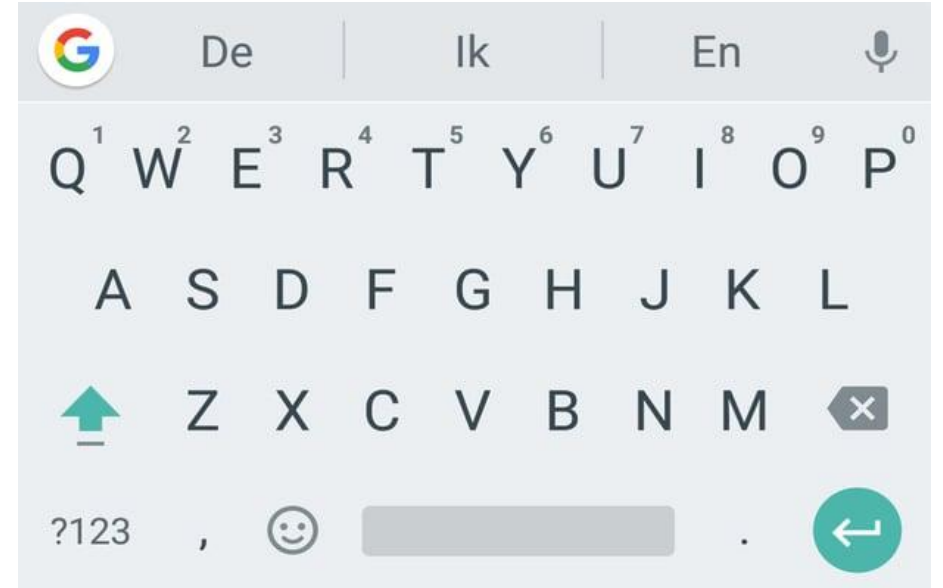 G De Ik En
Q1 W2 E3 R4 T5 Y6 U7 I8 O9 P0
A S D F G H J K L
Z X C V B N M
?123 , .